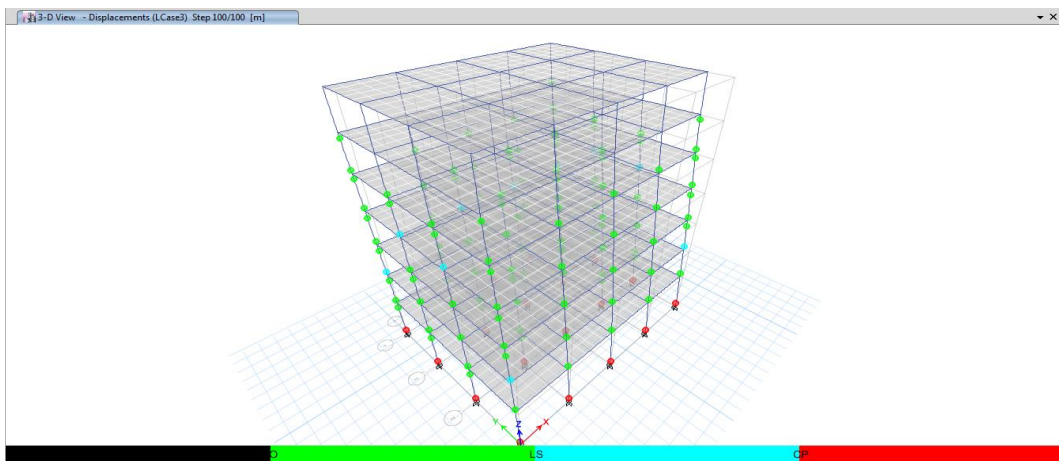 3-D View - Displacements (LCase3) Step 100/100 [m]
Y Z X
IO LS CP